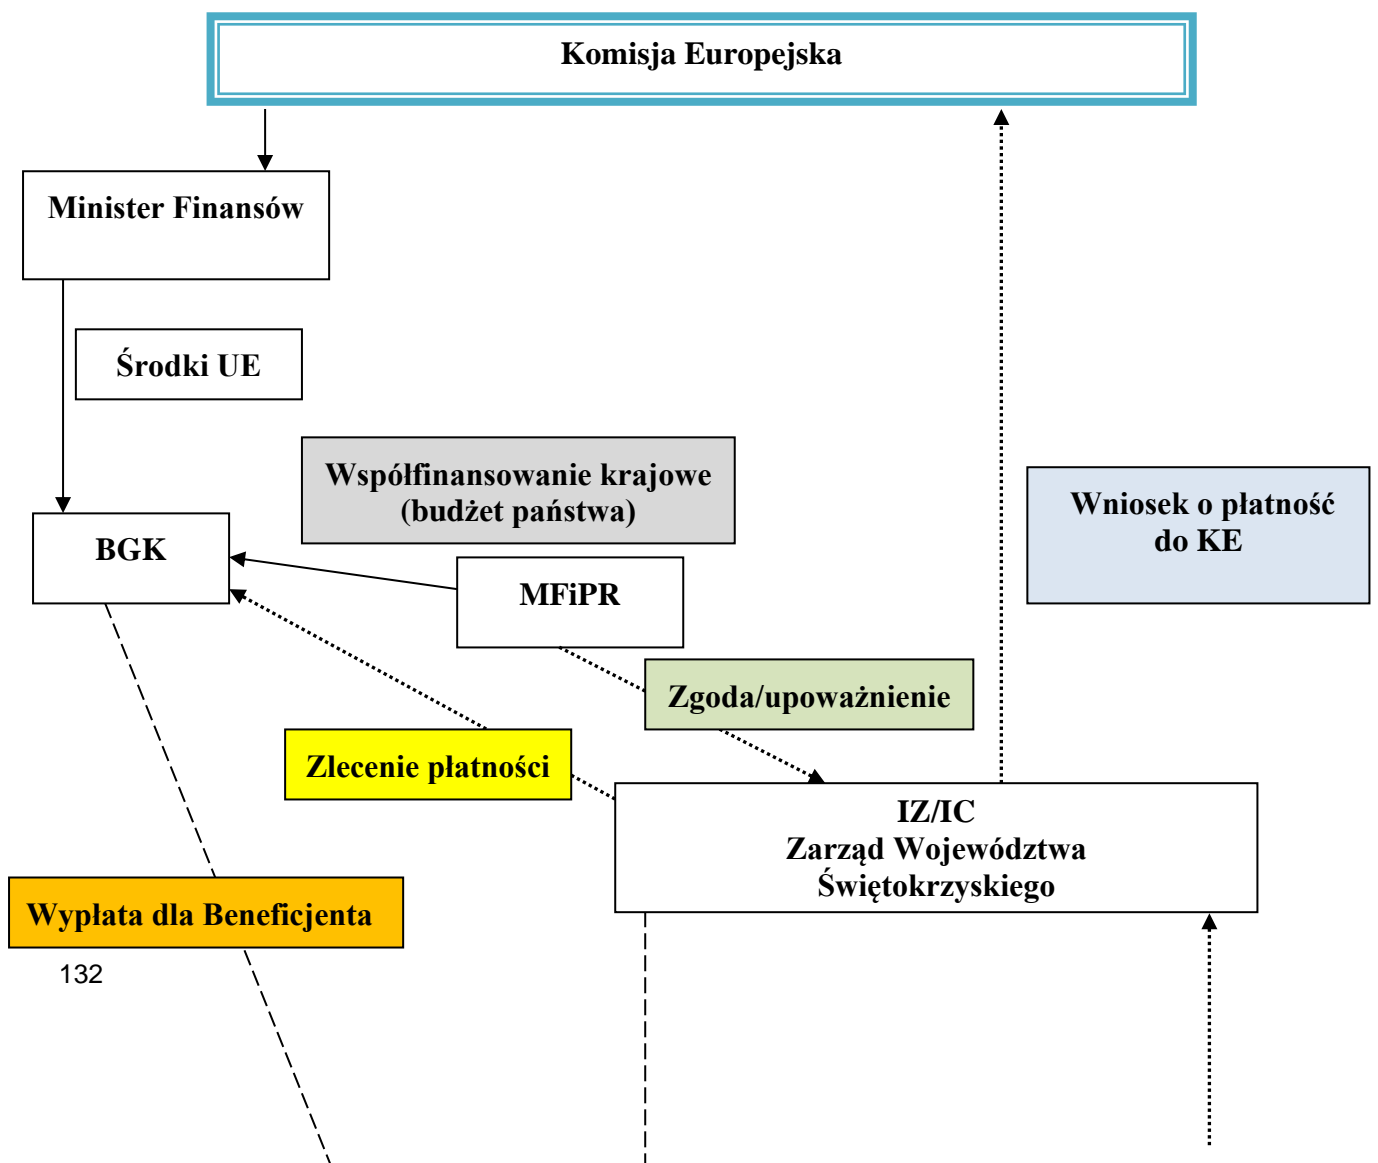 Komisja Europejska
Minister Finansów
Środki UE
Współfinansowanie krajowe
(budżet państwa)
Wniosek o płatność
do KE
BGK
MFiPR
Zgoda/upoważnienie
Zlecenie płatności
IZ/IC
Zarząd Województwa
Świętokrzyskiego
Wypłata dla Beneficjenta
132